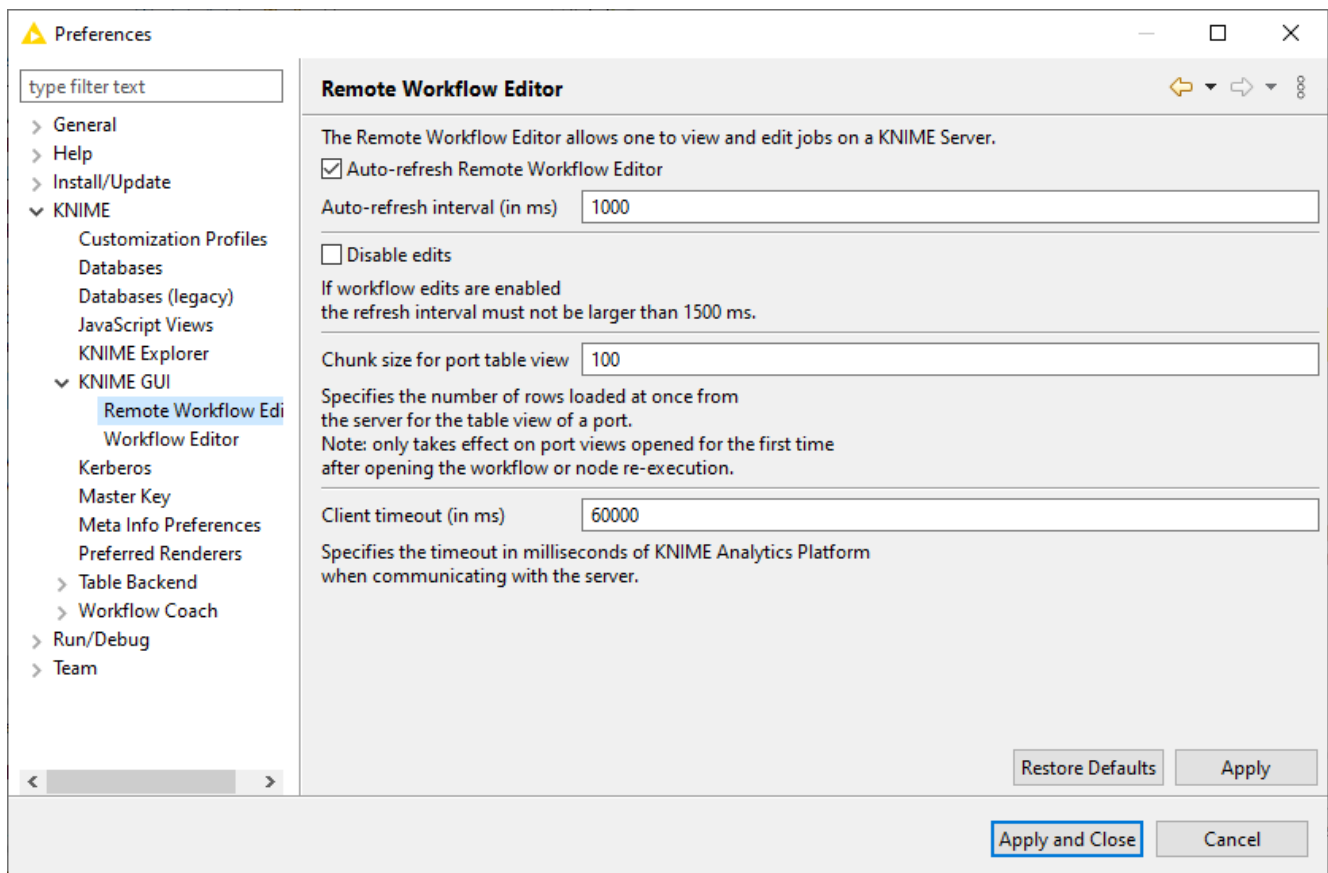 Preferences
type filter text
General
Help
Install/Update
KNIME
Customization Profiles
Databases
Databases (legacy)
JavaScript Views
KNIME Explorer
KNIME GUI
Remote Workflow Edi
Workflow Editor
Kerberos
Master Key
Meta Info Preferences
Preferred Renderers
Table Backend
Workflow Coach
Run/Debug
Team
Remote Workflow Editor
The Remote Workflow Editor allows one to view and edit jobs on a KNIME Server.
Auto-refresh Remote Workflow Editor
Auto-refresh interval (in ms) 1000
Disable edits
If workflow edits are enabled
the refresh interval must not be larger than 1500 ms.
Chunk size for port table view 100
Specifies the number of rows loaded at once from
the server for the table view of a port.
Note: only takes effect on port views opened for the first time
after opening the workflow or node re-execution.
Client timeout (in ms) 60000
Specifies the timeout in milliseconds of KNIME Analytics Platform
when communicating with the server.
Restore Defaults Apply
Apply and Close Cancel